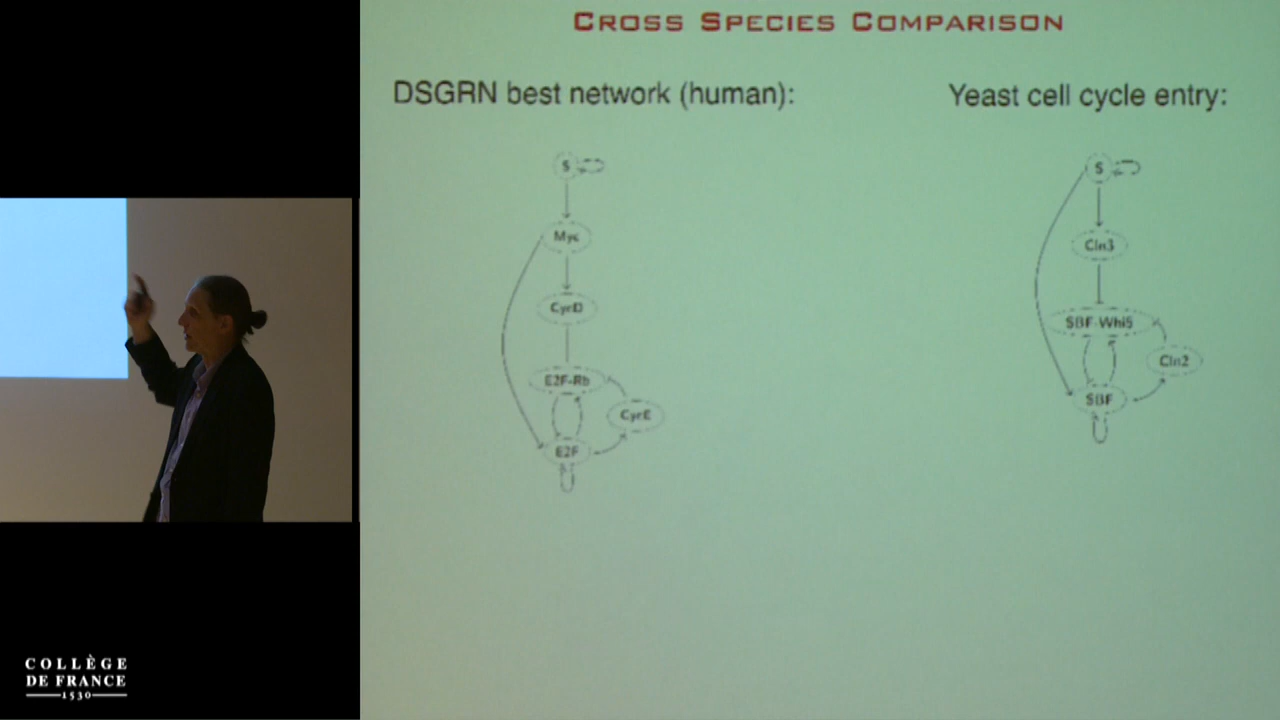 CROSS SPECIES COMPARISON
DSGRN best network (human):
Yeast cell cycle entry:
S
Myc
CycD
E2F-Rb
CycE
E2F
S
Cln3
SBF-Whi5
Cln2
SBF
COLLÈGE
DE FRANCE
1530